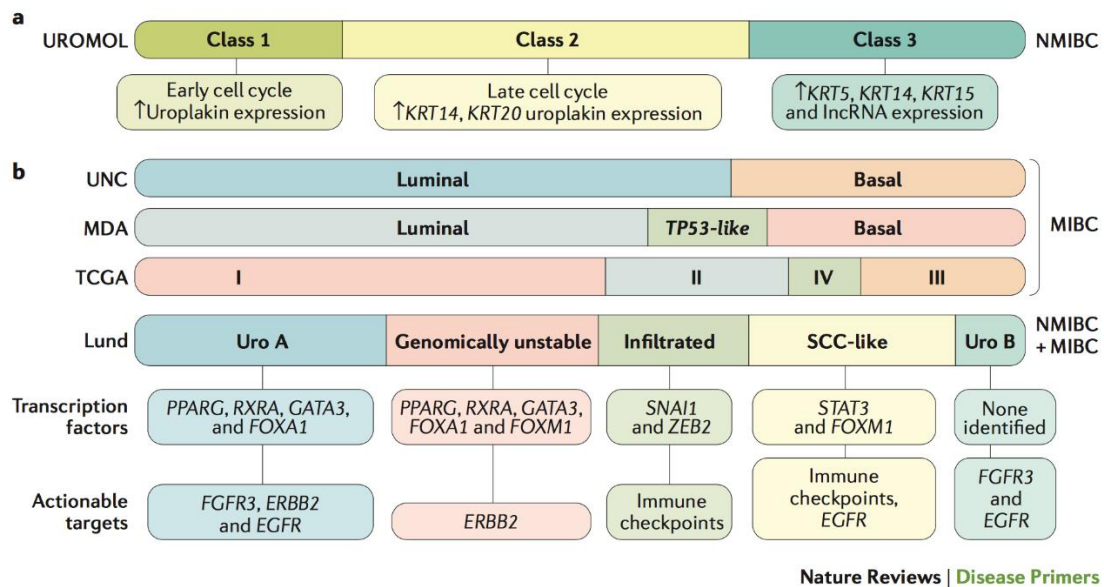 a
UROMOL Class 1 Class 2 Class 3 NMIBC
Early cell cycle
↑Uroplakin expression
Late cell cycle
↑KRT14, KRT20 uroplakin expression
↑KRT5, KRT14, KRT15
and lncRNA expression
b
UNC Luminal Basal
MDA Luminal TP53-like Basal
MIBC
TCGA I II IV III
Lund Uro A Genomically unstable Infiltrated SCC-like Uro B
NMIBC
+ MIBC
Transcription
factors
PPARG, RXRA, GATA3,
and FOXA1
PPARG, RXRA, GATA3,
FOXA1 and FOXM1
SNAI1
and ZEB2
STAT3
and FOXM1
None
identified
Actionable
targets
FGFR3, ERBB2
and EGFR
ERBB2
Immune
checkpoints
Immune
checkpoints,
EGFR
FGFR3
and
EGFR
Nature Reviews | Disease Primers